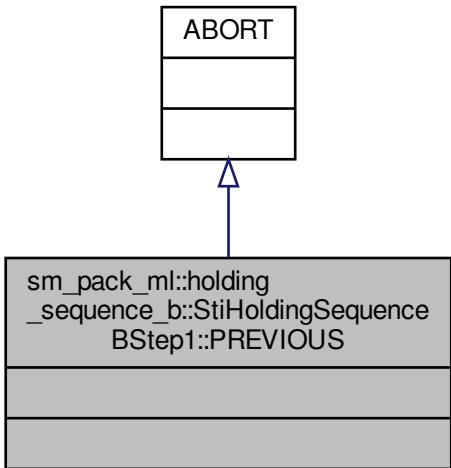 ABORT
sm_pack_ml::holding
_sequence_b::StiHoldingSequence
BStep1::PREVIOUS